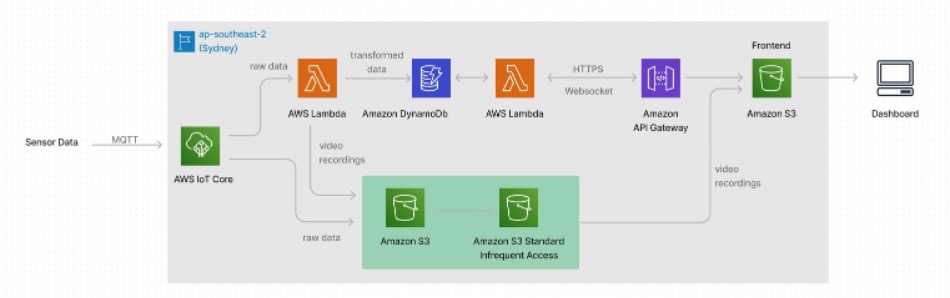 ap-southeast-2
(Sydney)
Frontend
raw data
transformed
data
HTTPS
Websocket
AWS Lambda
Amazon DynamoDb
AWS Lambda
Amazon
API Gateway
Amazon S3
Dashboard
Sensor Data
MQTT
AWS IoT Core
video
recordings
video
recordings
raw data
Amazon S3
Amazon S3 Standard
Infrequent Access